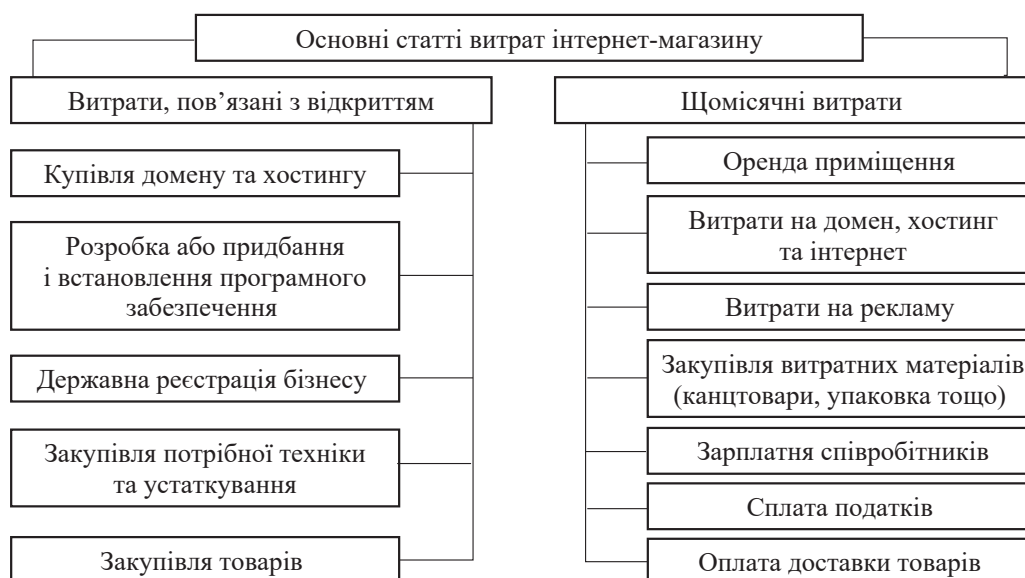 Основні статті витрат інтернет-магазину
Витрати, пов’язані з відкриттям
Купівля домену та хостингу
Розробка або придбання
і встановлення програмного
забезпечення
Державна реєстрація бізнесу
Закупівля потрібної техніки
та устаткування
Закупівля товарів
Щомісячні витрати
Оренда приміщення
Витрати на домен, хостинг
та інтернет
Витрати на рекламу
Закупівля витратних матеріалів
(канцтовари, упаковка тощо)
Зарплатня співробітників
Сплата податків
Оплата доставки товарів